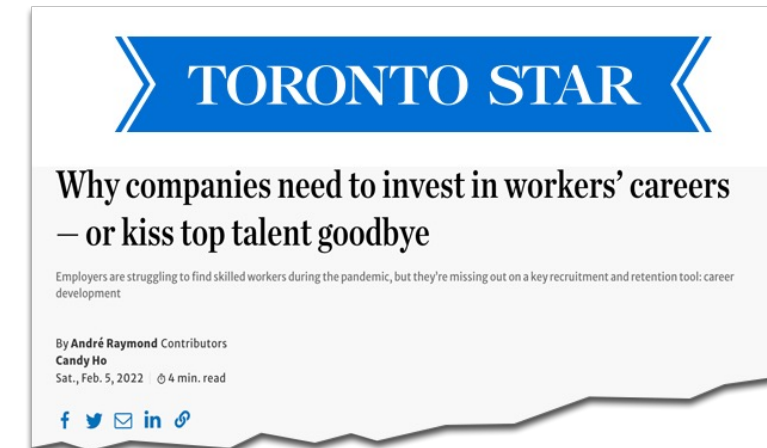 TORONTO STAR
Why companies need to invest in workers’ careers
– or kiss top talent goodbye
Employers are struggling to find skilled workers during the pandemic, but they’re missing out on a key recruitment and retention tool: career
development
By André Raymond Contributors
Candy Ho
Sat., Feb. 5, 2022 | 4 min. read